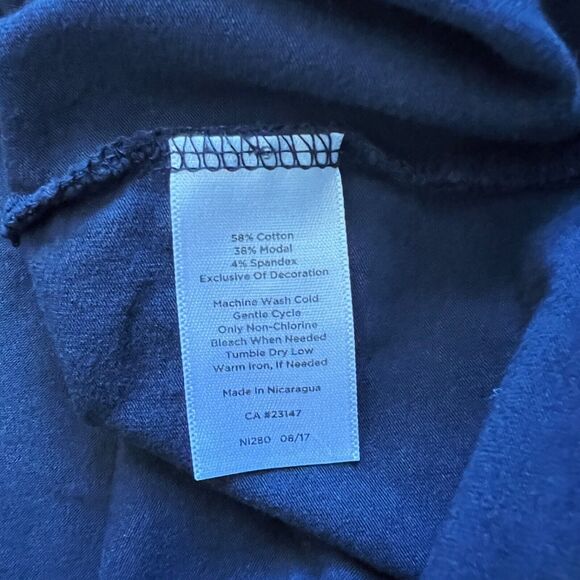 58% Cotton
38% Modal
4% Spandex
Exclusive Of Decoration
Machine Wash Cold
Gentle Cycle
Only Non-Chlorine
Bleach When Needed
Tumble Dry Low
Warm Iron, If Needed
Made In Nicaragua
CA #23147
NI280 08/17